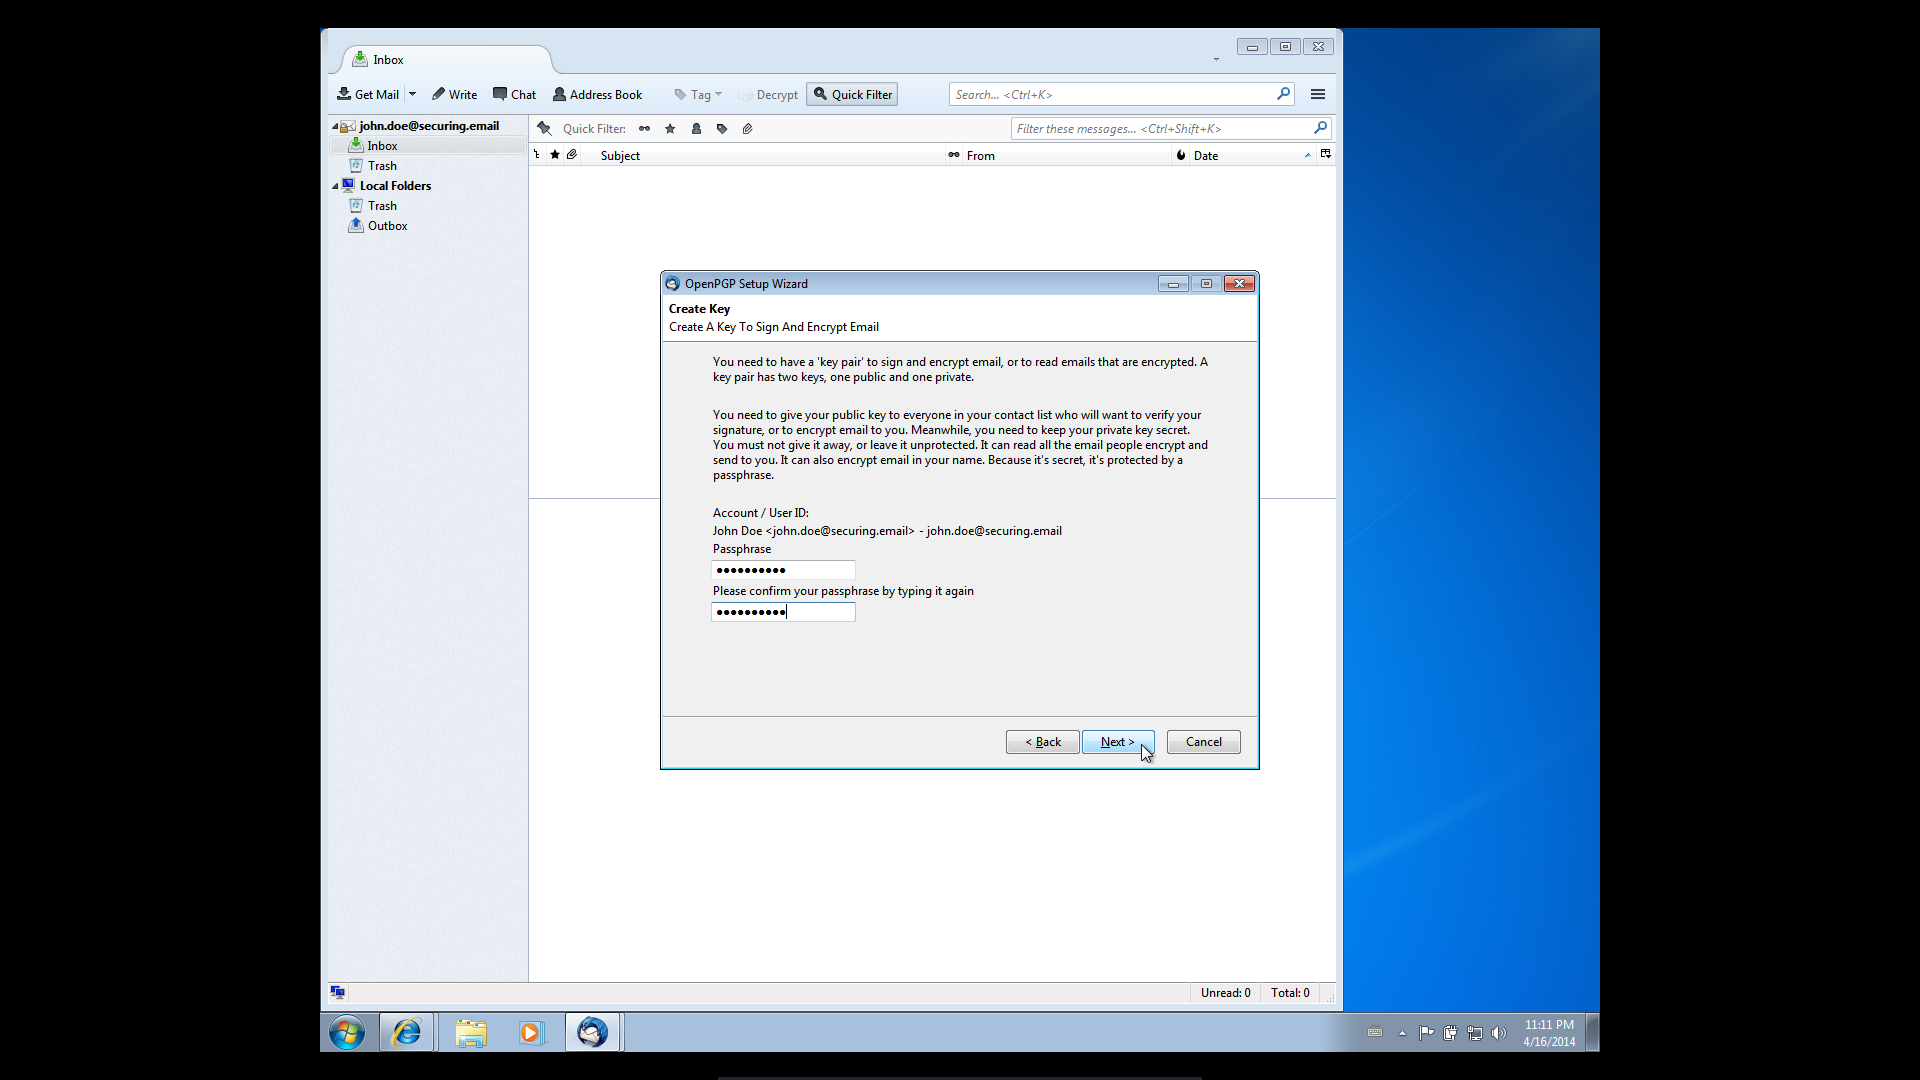 Inbox
Get Mail
Write
Chat
Address Book
Tag
Decrypt
Quick Filter
Search... <Ctrl+K>
john.doe@securing.email
Inbox
Trash
Local Folders
Trash
Outbox
Quick Filter:
Filter these messages... <Ctrl+Shift+K>
Subject
From
Date
OpenPGP Setup Wizard
Create Key
Create A Key To Sign And Encrypt Email
You need to have a 'key pair' to sign and encrypt email, or to read emails that are encrypted. A
key pair has two keys, one public and one private.
You need to give your public key to everyone in your contact list who will want to verify your
signature, or to encrypt email to you. Meanwhile, you need to keep your private key secret.
You must not give it away, or leave it unprotected. It can read all the email people encrypt and
send to you. It can also encrypt email in your name. Because it's secret, it's protected by a
passphrase.
Account / User ID:
John Doe <john.doe@securing.email> - john.doe@securing.email
Passphrase
Please confirm your passphrase by typing it again
< Back
Next >
Cancel
Unread: 0
Total: 0
11:11 PM
4/16/2014